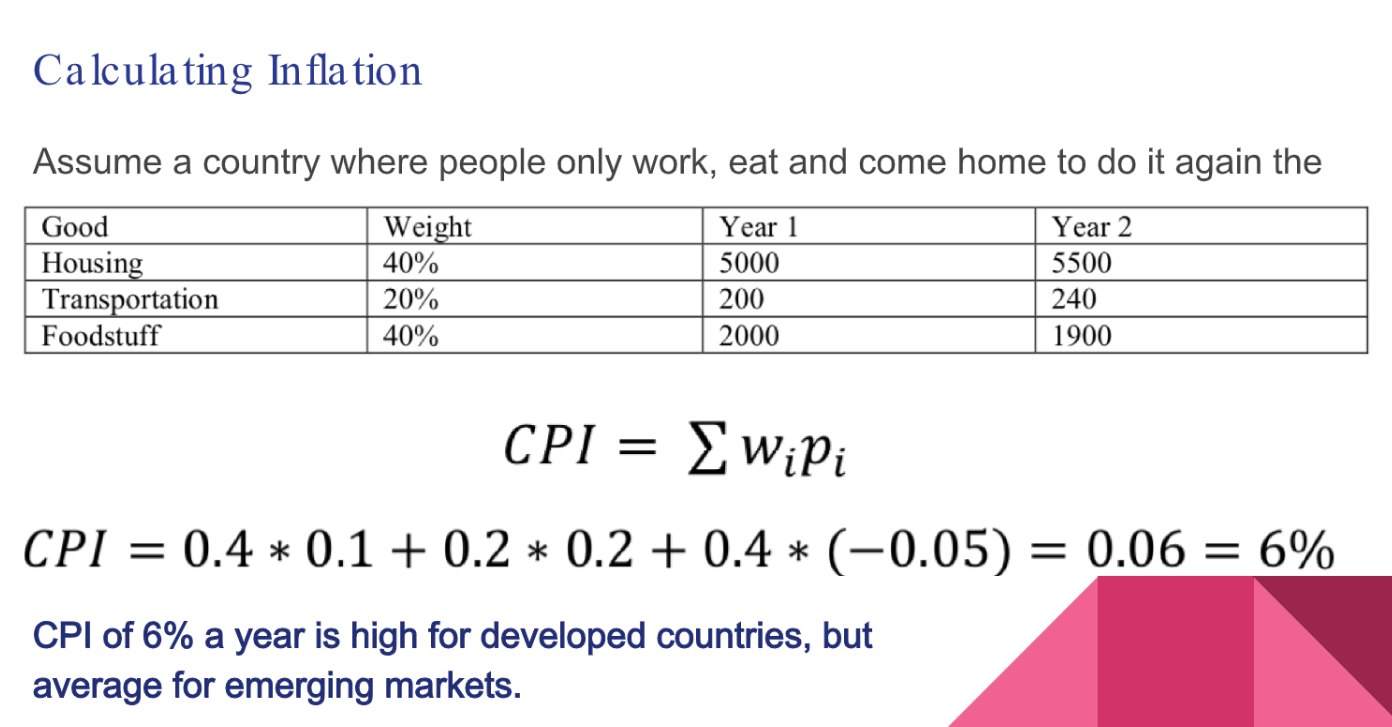 Calculating Inflation
Assume a country where people only work, eat and come home to do it again the
Good Weight Year 1 Year 2
Housing 40% 5000 5500
Transportation 20% 200 240
Foodstuff 40% 2000 1900
CPI = ∑ wᵢpᵢ
CPI = 0.4 * 0.1 + 0.2 * 0.2 + 0.4 * (−0.05) = 0.06 = 6%
CPI of 6% a year is high for developed countries, but
average for emerging markets.